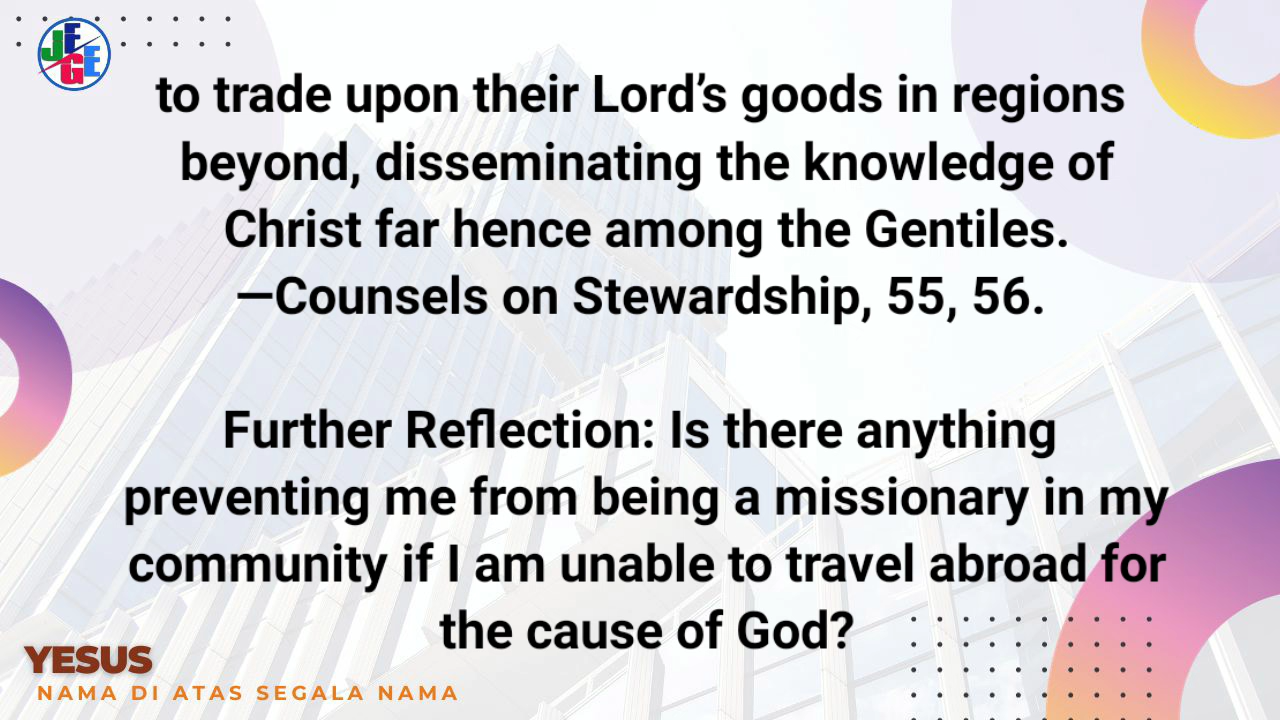 JEGE
to trade upon their Lord’s goods in regions
beyond, disseminating the knowledge of
Christ far hence among the Gentiles.
—Counsels on Stewardship, 55, 56.
Further Reflection: Is there anything
preventing me from being a missionary in my
community if I am unable to travel abroad for
the cause of God?
YESUS
NAMA DI ATAS SEGALA NAMA